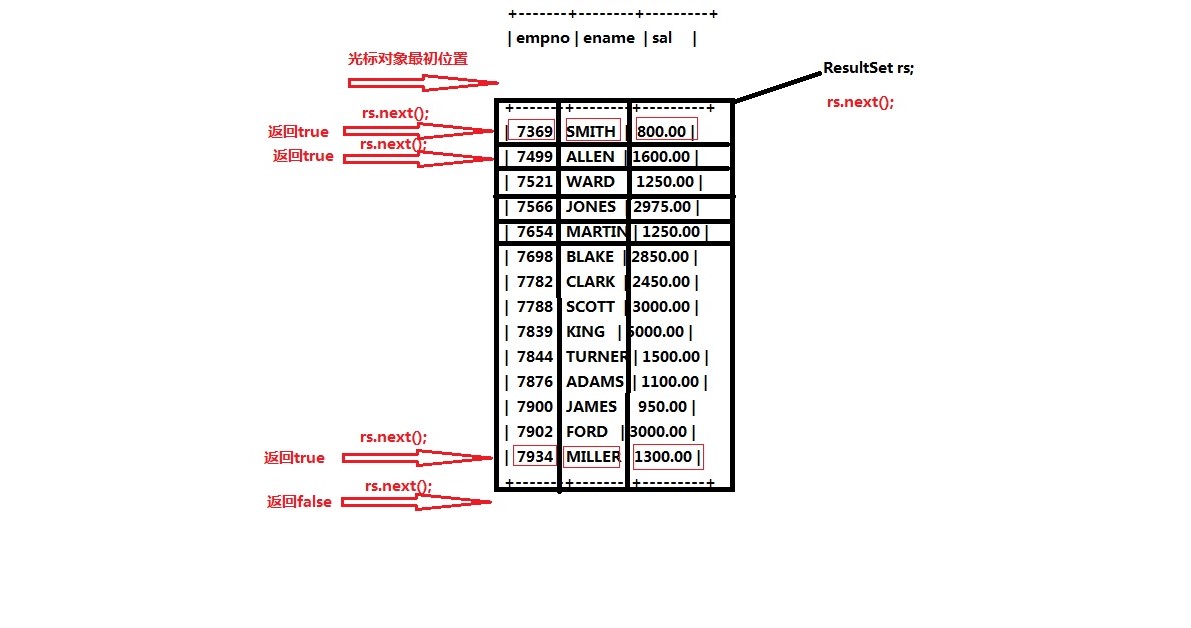 +-------+--------+---------+
| empno | ename | sal |
光标对象最初位置
ResultSet rs;
rs.next();
+-------+--------+----------+
rs.next();
返回true
| 7369 SMITH | 800.00 |
rs.next();
返回true
| 7499 ALLEN | 1600.00 |
| 7521 WARD 1250.00 |
| 7566 JONES | 2975.00 |
| 7654 MARTIN | 1250.00 |
| 7698 BLAKE | 2850.00 |
| 7782 CLARK | 2450.00 |
| 7788 SCOTT | 3000.00 |
| 7839 KING | 5000.00 |
| 7844 TURNER | 1500.00 |
| 7876 ADAMS | 1100.00 |
| 7900 JAMES 950.00 |
| 7902 FORD | 3000.00 |
rs.next();
返回true
| 7934 MILLER 1300.00 |
+-------+--------+----------+
rs.next();
返回false